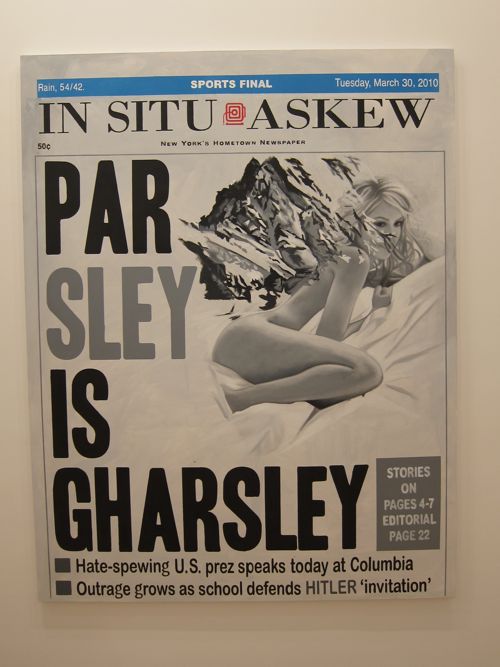 Rain, 54/42. SPORTS FINAL Tuesday, March 30, 2010
IN SITU ASKEW
50¢ NEW YORK'S HOMETOWN NEWSPAPER
PAR
SLEY
IS
GHARSLEY
STORIES
ON
PAGES 4-7
EDITORIAL
PAGE 22
Hate-spewing U.S. prez speaks today at Columbia
Outrage grows as school defends HITLER 'invitation'